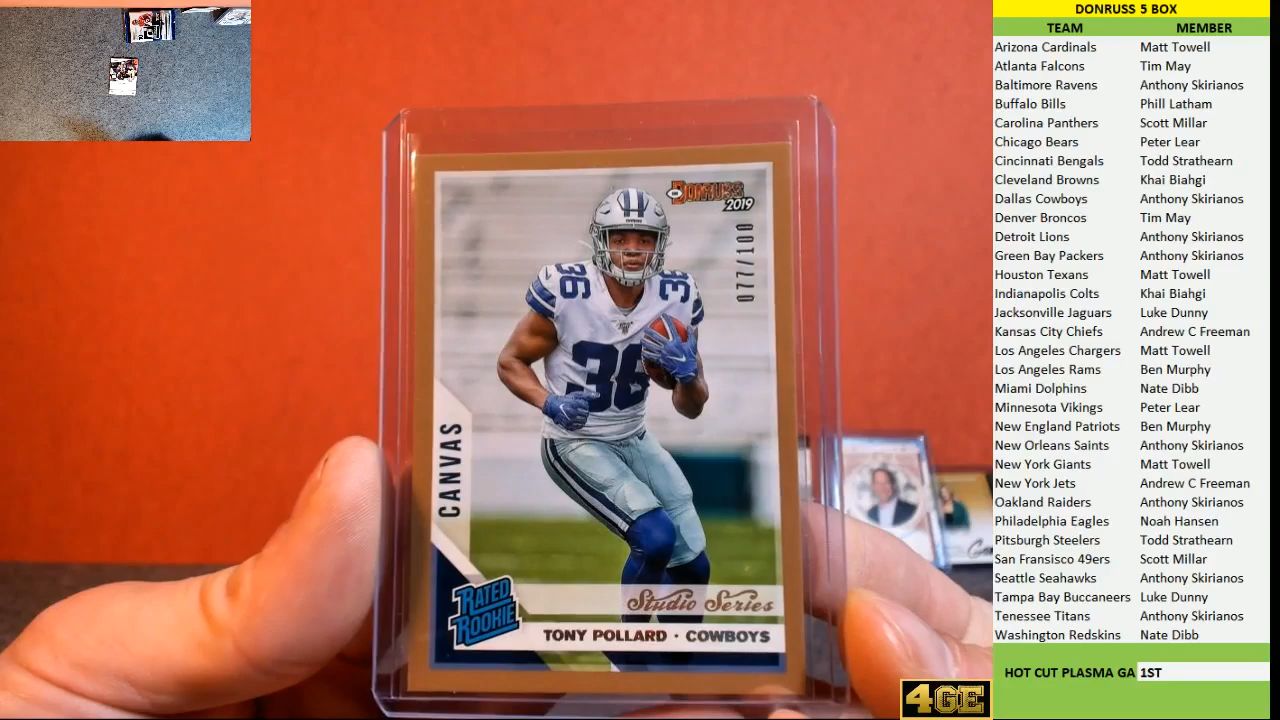 DONRUSS 5 BOX
TEAM MEMBER
Arizona Cardinals Matt Towell
Atlanta Falcons Tim May
Baltimore Ravens Anthony Skirianos
Buffalo Bills Phill Latham
Carolina Panthers Scott Millar
Chicago Bears Peter Lear
Cincinnati Bengals Todd Strathearn
Cleveland Browns Khai Biahgi
Dallas Cowboys Anthony Skirianos
Denver Broncos Tim May
Detroit Lions Anthony Skirianos
Green Bay Packers Anthony Skirianos
Houston Texans Matt Towell
Indianapolis Colts Khai Biahgi
Jacksonville Jaguars Luke Dunny
Kansas City Chiefs Andrew C Freeman
Los Angeles Chargers Matt Towell
Los Angeles Rams Ben Murphy
Miami Dolphins Nate Dibb
Minnesota Vikings Peter Lear
New England Patriots Ben Murphy
New Orleans Saints Anthony Skirianos
New York Giants Matt Towell
New York Jets Andrew C Freeman
Oakland Raiders Anthony Skirianos
Philadelphia Eagles Noah Hansen
Pitsburgh Steelers Todd Strathearn
San Fransisco 49ers Scott Millar
Seattle Seahawks Anthony Skirianos
Tampa Bay Buccaneers Luke Dunny
Tenessee Titans Anthony Skirianos
Washington Redskins Nate Dibb
HOT CUT PLASMA GA 1ST
DONRUSS
2019
077/100
36 36
36
CANVAS
RATED
ROOKIE
Studio Series
TONY POLLARD · COWBOYS
4GE